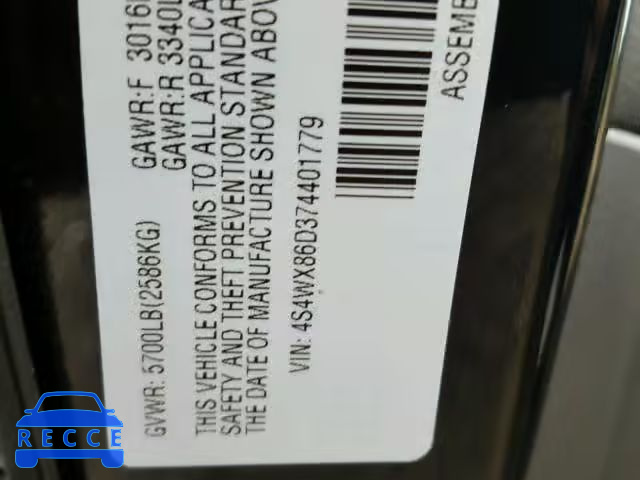 GVWR: 5700LB(2586KG) GAWR:F 3016
GAWR:R 3340L
THIS VEHICLE CONFORMS TO ALL APPLICA
SAFETY AND THEFT PREVENTION STANDAR
THE DATE OF MANUFACTURE SHOWN ABOV
VIN: 4S4WX86D374401779
ASSEMB
RECCE